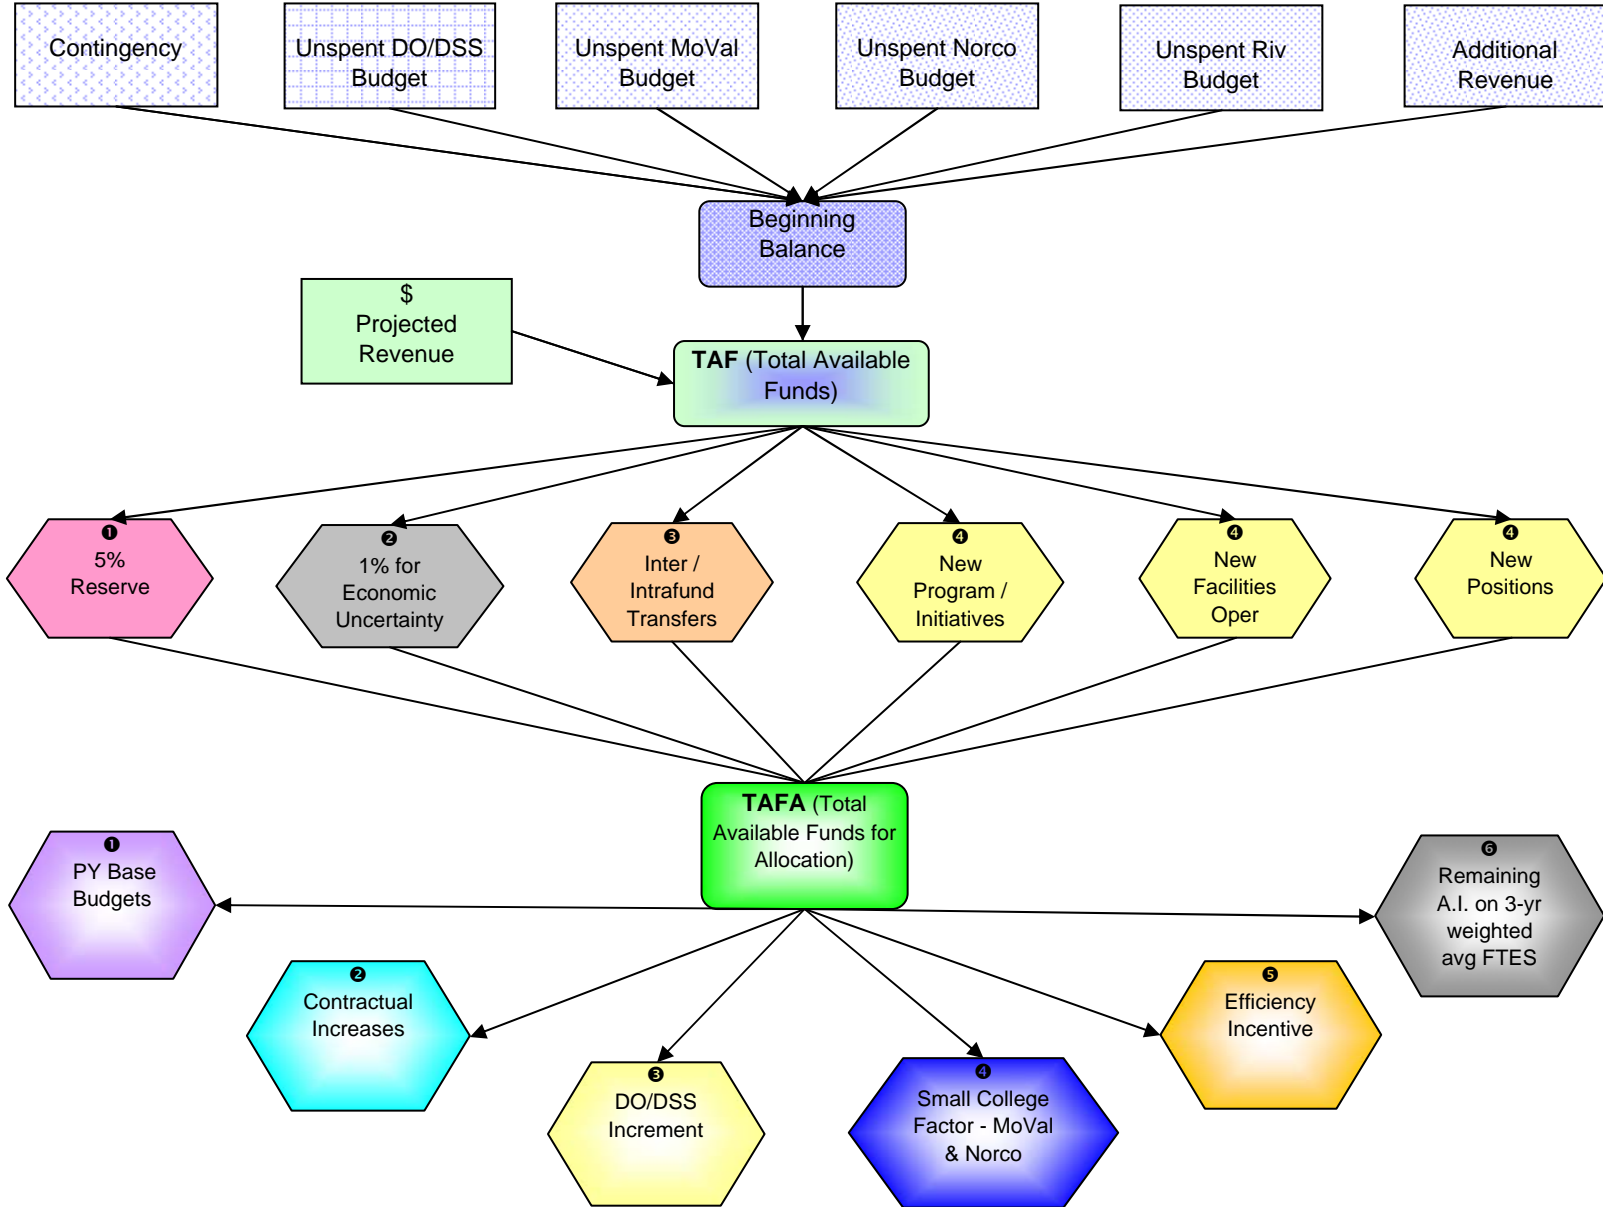 Contingency
Unspent DO/DSS
Budget
Unspent MoVal
Budget
Unspent Norco
Budget
Unspent Riv
Budget
Additional
Revenue
Beginning
Balance
$
Projected
Revenue
TAF (Total Available
Funds)
❶
5%
Reserve
❷
1% for
Economic
Uncertainty
❸
Inter /
Intrafund
Transfers
❹
New
Program /
Initiatives
❹
New
Facilities
Oper
❹
New
Positions
TAFA (Total
Available Funds for
Allocation)
❶
PY Base
Budgets
❷
Contractual
Increases
❸
DO/DSS
Increment
❹
Small College
Factor - MoVal
& Norco
❺
Efficiency
Incentive
❻
Remaining
A.I. on 3-yr
weighted
avg FTES